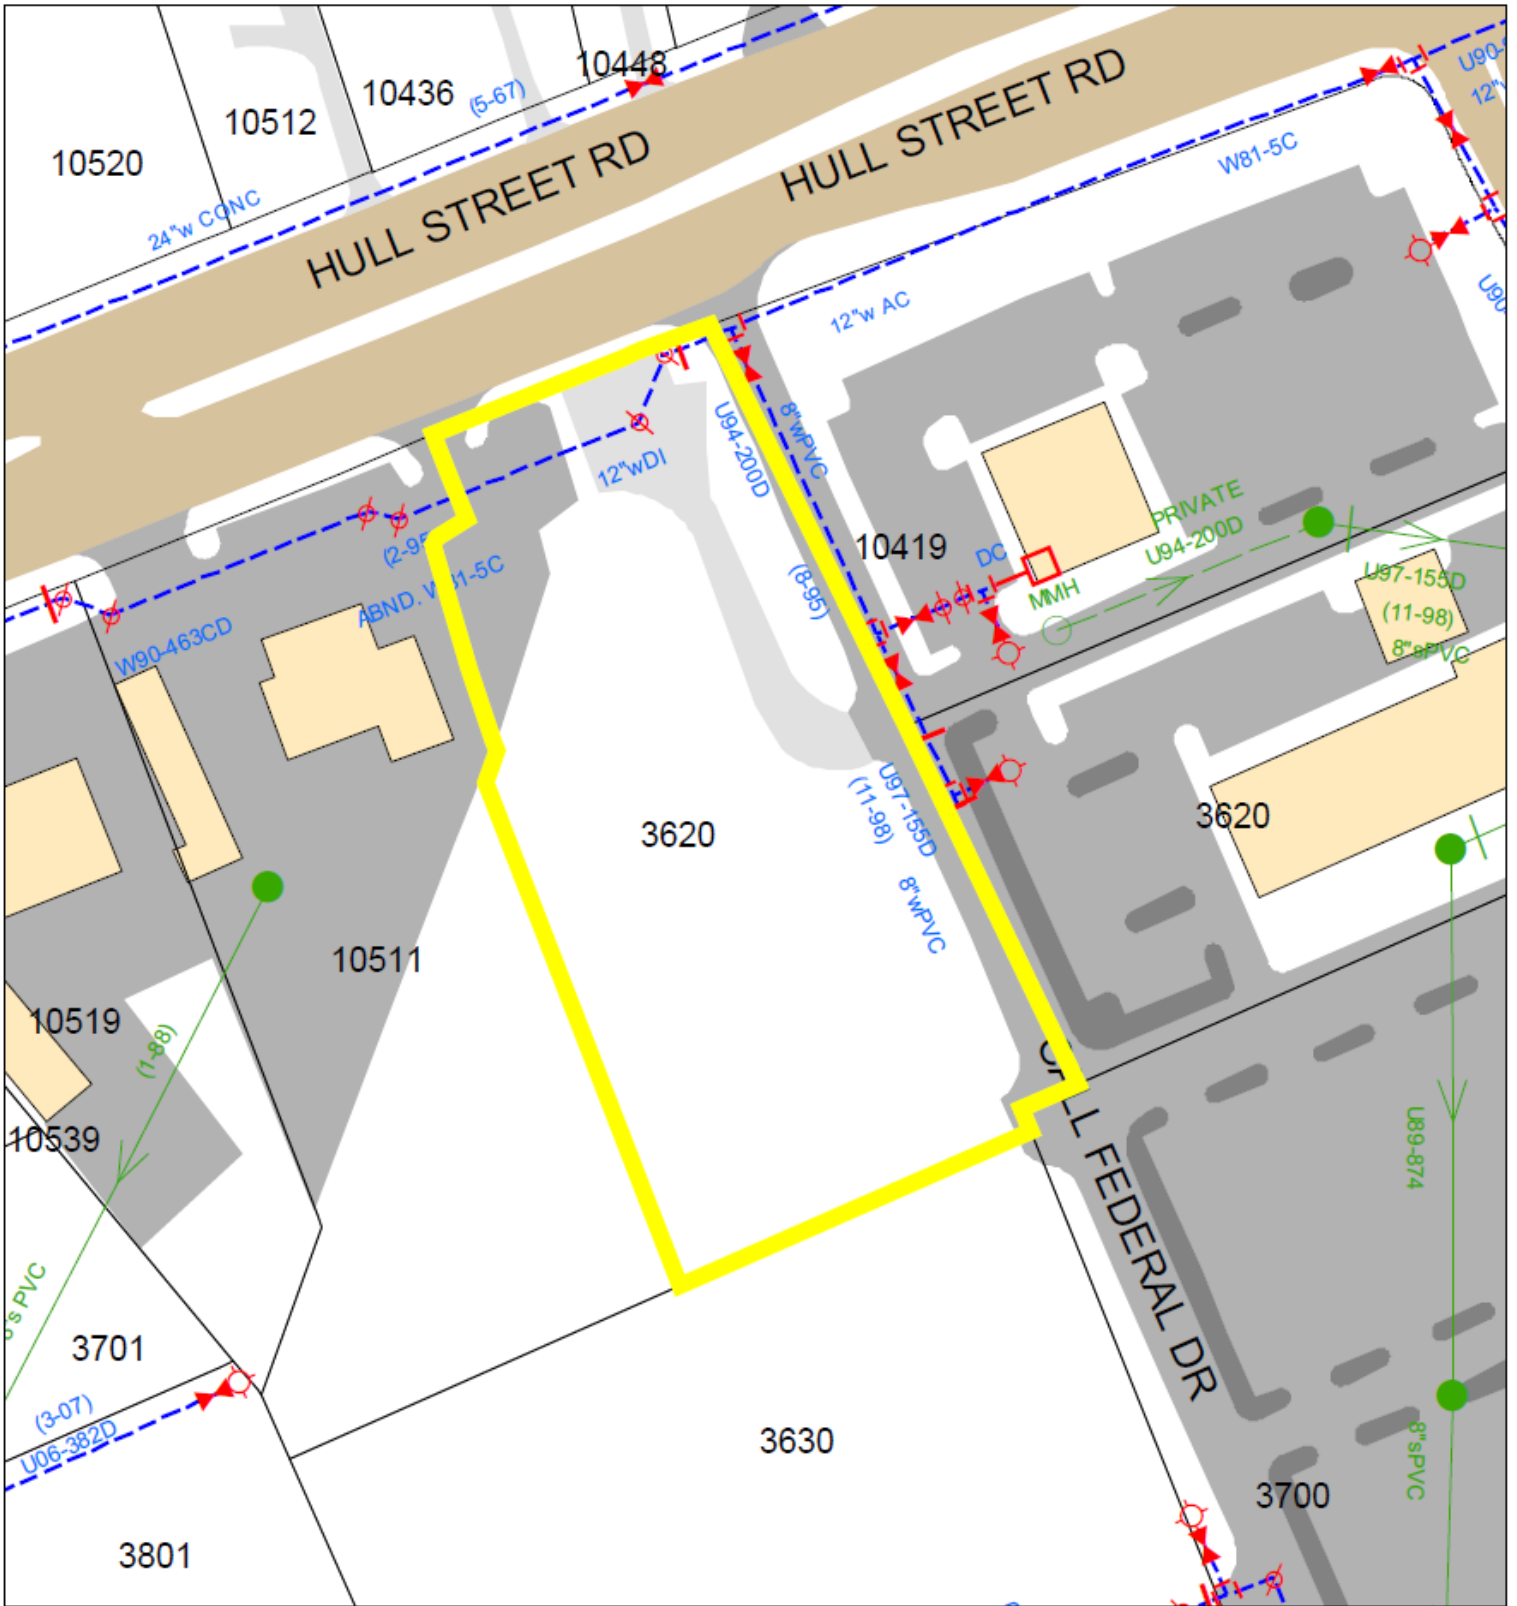 10448
10436
(5-67)
10512
10520
24"w CONC
HULL STREET RD
HULL STREET RD
W81-5C
12"w AC
8"wPVC
U94-200D
12"wDI
10419
PRIVATE
U94-200D
DC
MMH
U97-155D
(11-98)
8"sPVC
(8-95)
ABND. W81-5C
W90-463CD
U97-155D
(11-98)
8"wPVC
3620
3620
10511
10519
(1-88)
10539
CALL FEDERAL DR
U89-874
3701
(3-07)
U06-382D
3630
8"sPVC
3700
3801